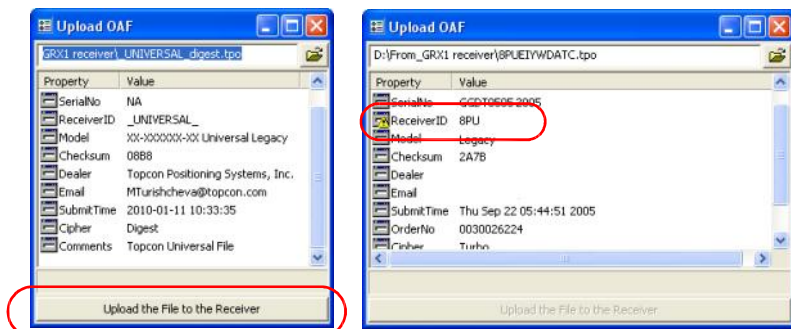 Upload OAF
GRX1 receiver\_UNIVERSAL_digest.tpo
Property Value
SerialNo NA
ReceiverID _UNIVERSAL_
Model XX-XXXXXX-XX Universal Legacy
Checksum 08B8
Dealer Topcon Positioning Systems, Inc.
Email MTurishcheva@topcon.com
SubmitTime 2010-01-11 10:33:35
Cipher Digest
Comments Topcon Universal File
Upload the File to the Receiver
Upload OAF
D:\From_GRX1 receiver\8PUEIYWDATC.tpo
Property Value
SerialNo 2005
ReceiverID 8PU
Model Legacy
Checksum 2A7B
Dealer
Email
SubmitTime Thu Sep 22 05:44:51 2005
OrderNo 0030026224
Cipher Turbo
Upload the File to the Receiver